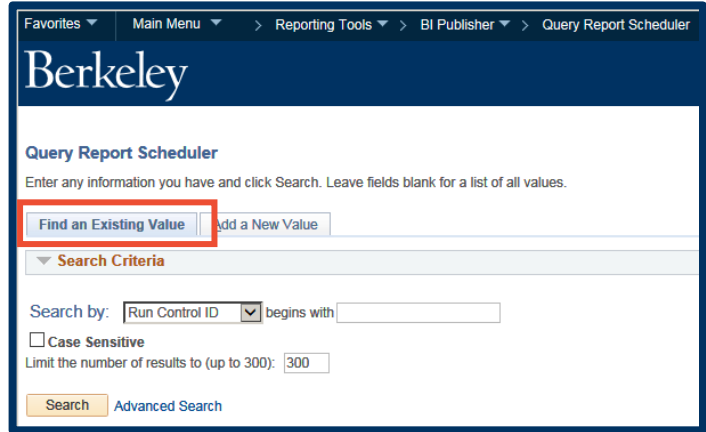 Favorites Main Menu > Reporting Tools > BI Publisher > Query Report Scheduler
Berkeley
Query Report Scheduler
Enter any information you have and click Search. Leave fields blank for a list of all values.
Find an Existing Value Add a New Value
Search Criteria
Search by: Run Control ID begins with
Case Sensitive
Limit the number of results to (up to 300): 300
Search Advanced Search